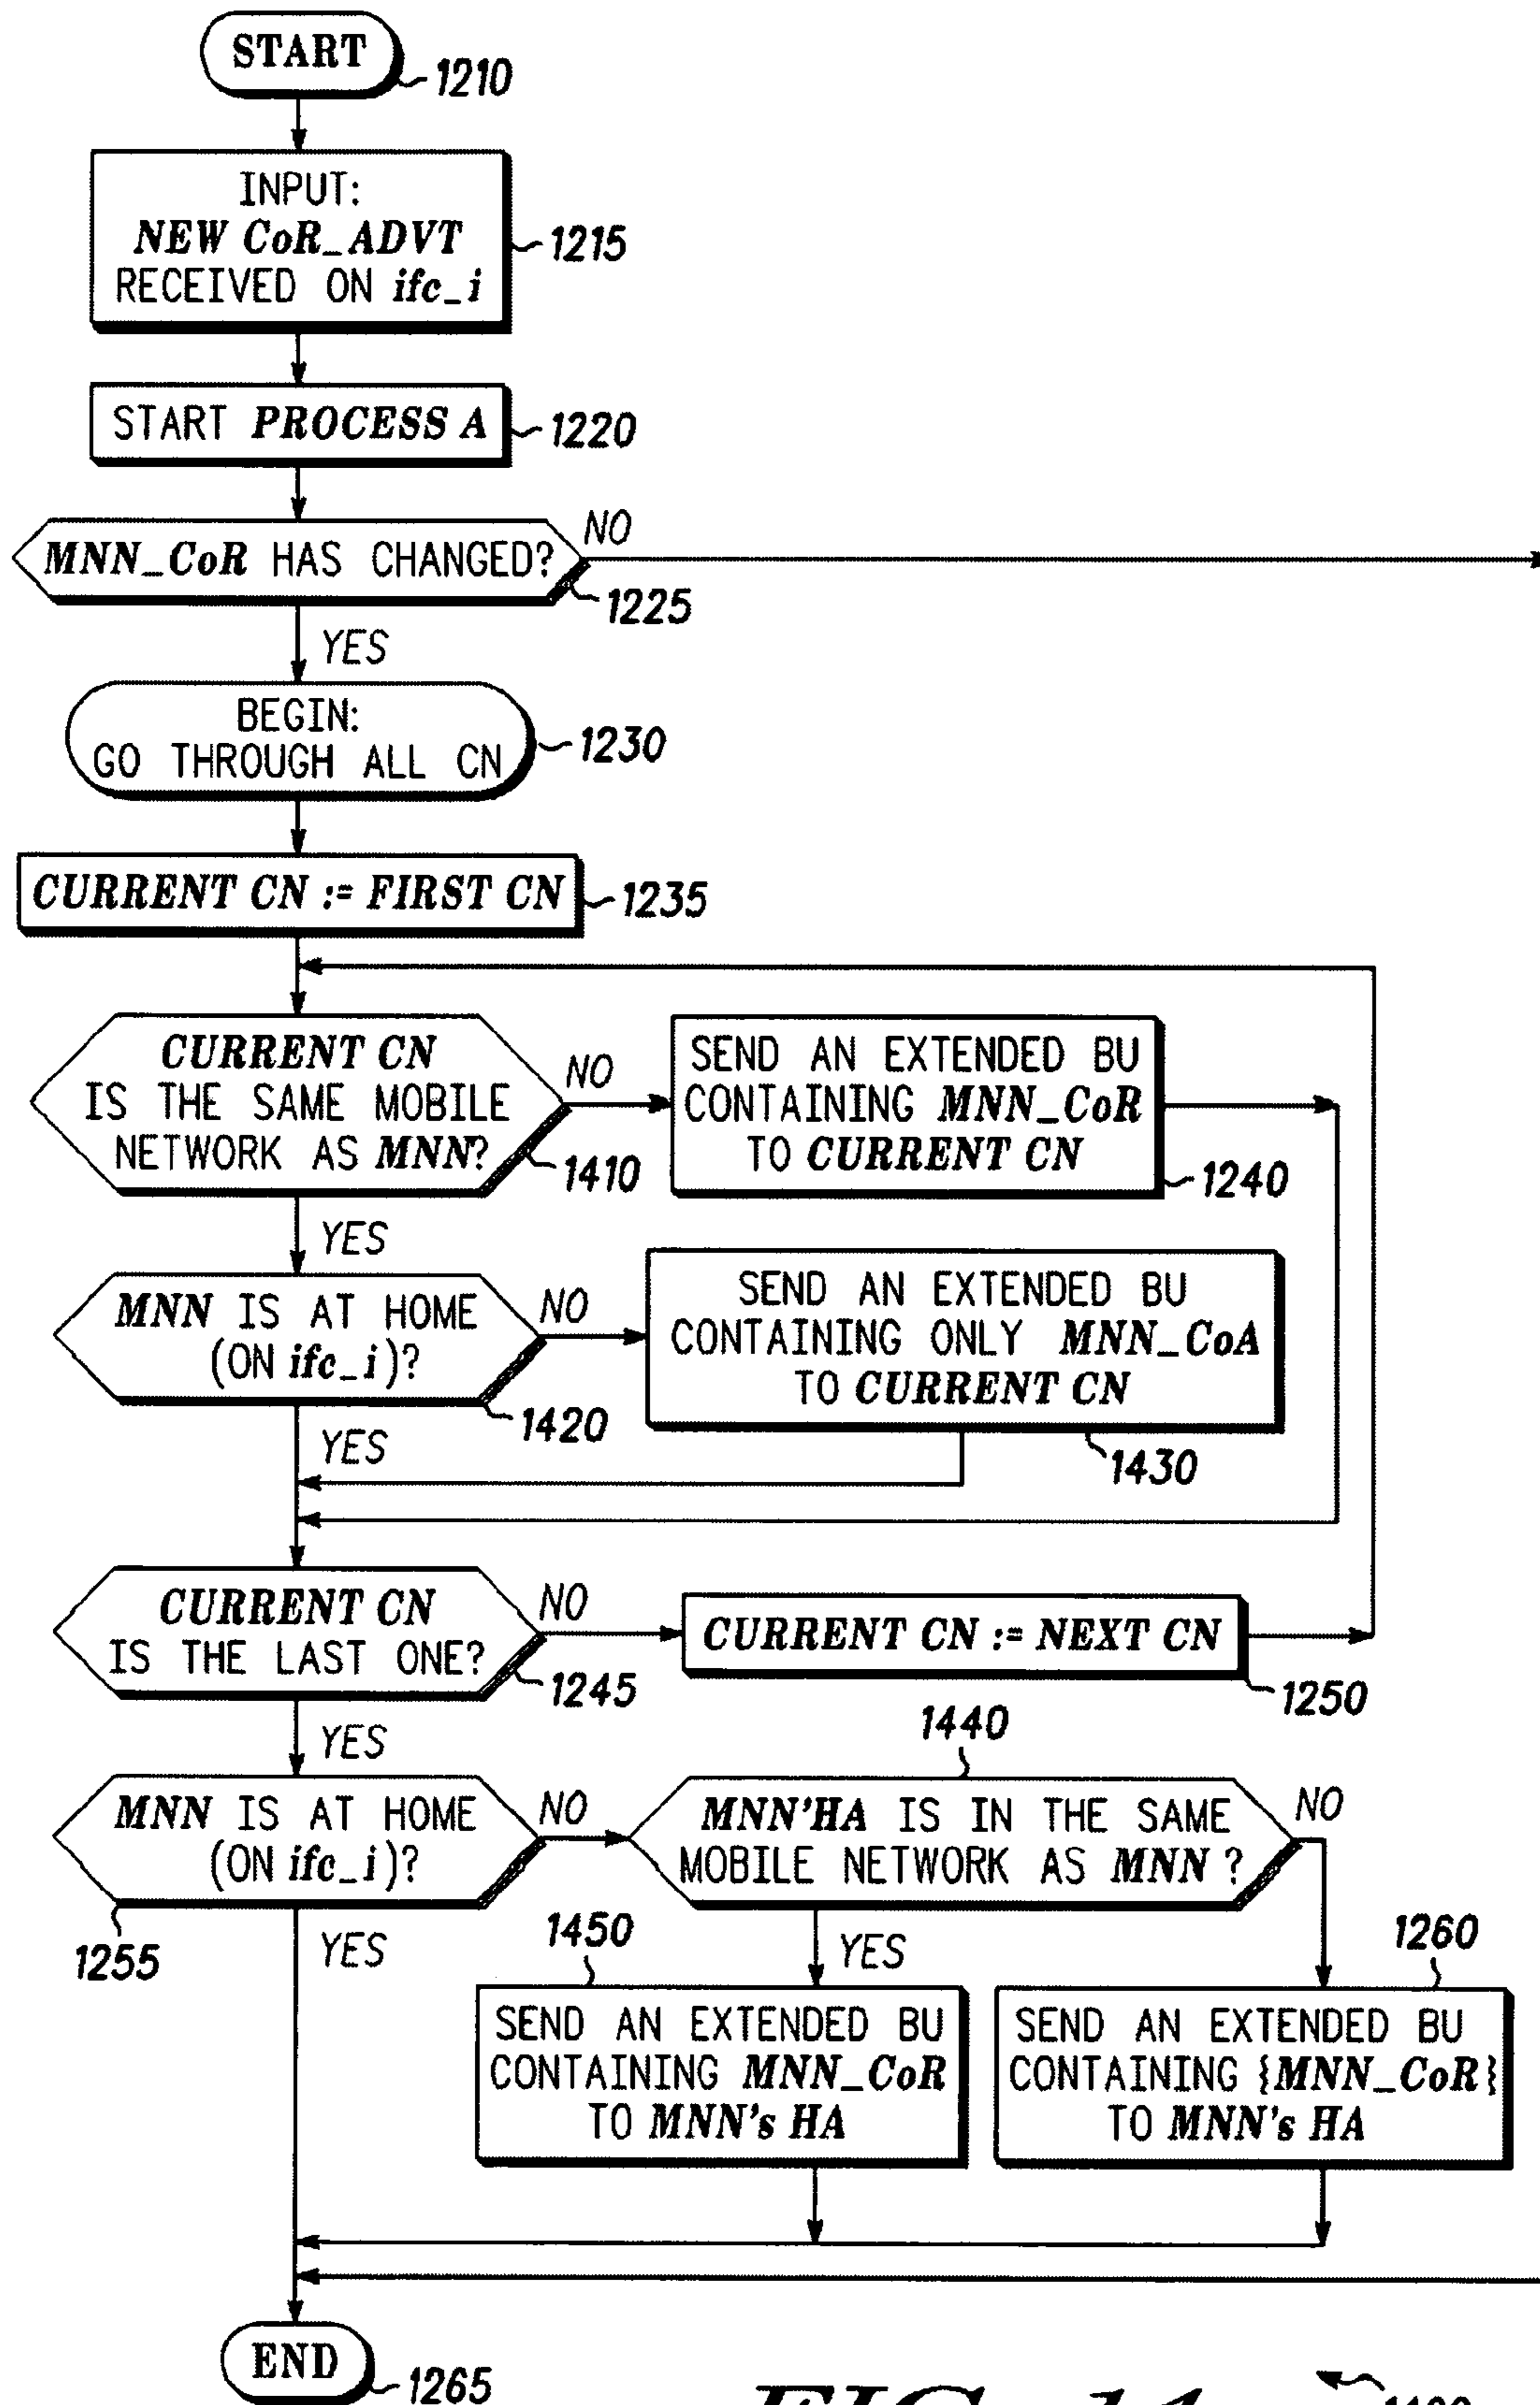 START
1210
INPUT:
NEW CoR_ADVT
RECEIVED ON ifc_i
1215
START PROCESS A
1220
MNN_CoR HAS CHANGED?
NO
1225
YES
BEGIN:
GO THROUGH ALL CN
1230
CURRENT CN := FIRST CN
1235
CURRENT CN
IS THE SAME MOBILE
NETWORK AS MNN?
NO
1410
SEND AN EXTENDED BU
CONTAINING MNN_CoR
TO CURRENT CN
1240
YES
MNN IS AT HOME
(ON ifc_i)?
NO
1420
SEND AN EXTENDED BU
CONTAINING ONLY MNN_CoA
TO CURRENT CN
1430
YES
CURRENT CN
IS THE LAST ONE?
NO
1245
CURRENT CN := NEXT CN
1250
YES
MNN IS AT HOME
(ON ifc_i)?
NO
1255
1440
MNN'HA IS IN THE SAME
MOBILE NETWORK AS MNN ?
NO
YES
1450
YES
1260
SEND AN EXTENDED BU
CONTAINING MNN_CoR
TO MNN's HA
SEND AN EXTENDED BU
CONTAINING {MNN_CoR}
TO MNN's HA
END
1265